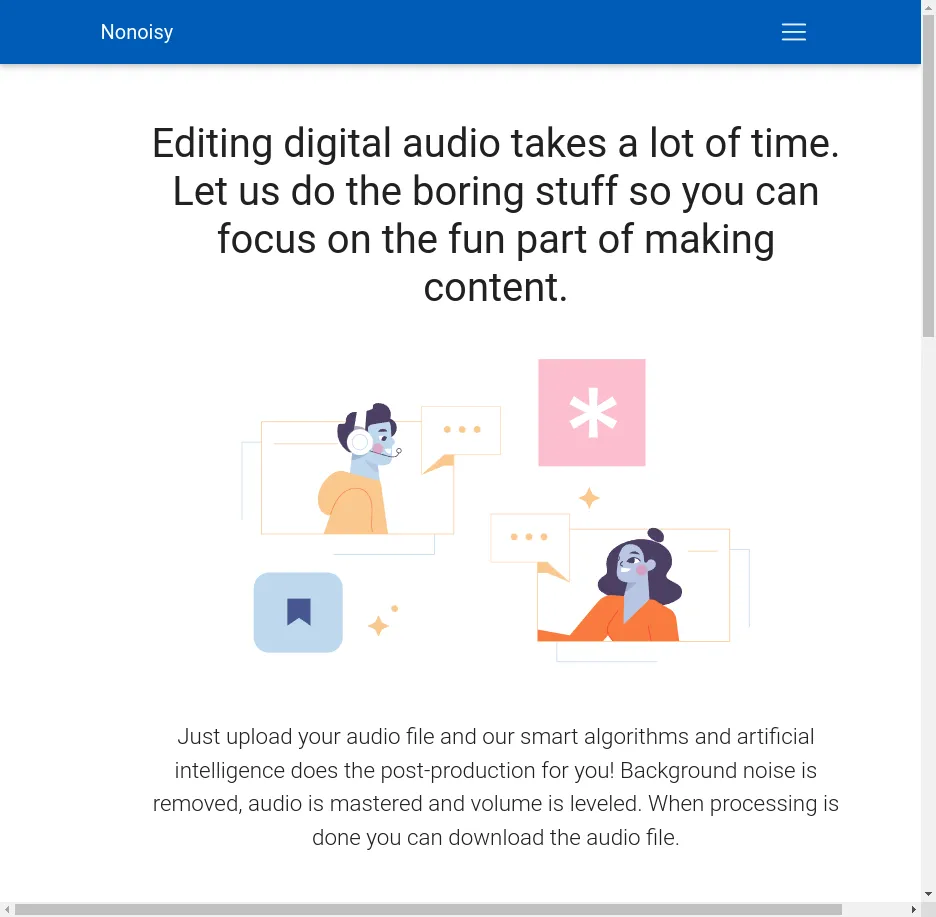 Nonoisy
Editing digital audio takes a lot of time.
Let us do the boring stuff so you can
focus on the fun part of making
content.
Just upload your audio file and our smart algorithms and artificial
intelligence does the post-production for you! Background noise is
removed, audio is mastered and volume is leveled. When processing is
done you can download the audio file.